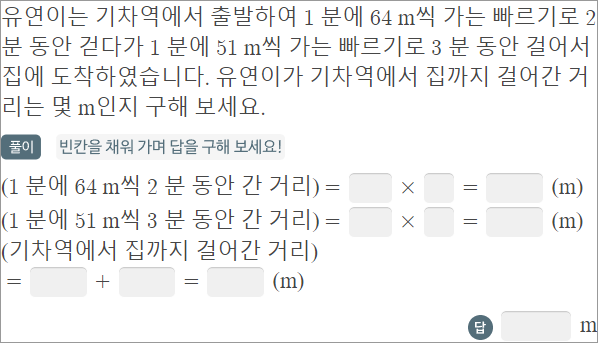 유연이는 기차역에서 출발하여 1 분에 64 m씩 가는 빠르기로 2
분 동안 걷다가 1 분에 51 m씩 가는 빠르기로 3 분 동안 걸어서
집에 도착하였습니다. 유연이가 기차역에서 집까지 걸어간 거
리는 몇 m인지 구해 보세요.
풀이 빈칸을 채워 가며 답을 구해 보세요!
(1 분에 64 m씩 2 분 동안 간 거리) = × = (m)
(1 분에 51 m씩 3 분 동안 간 거리) = × = (m)
(기차역에서 집까지 걸어간 거리)
= + = (m)
답 m